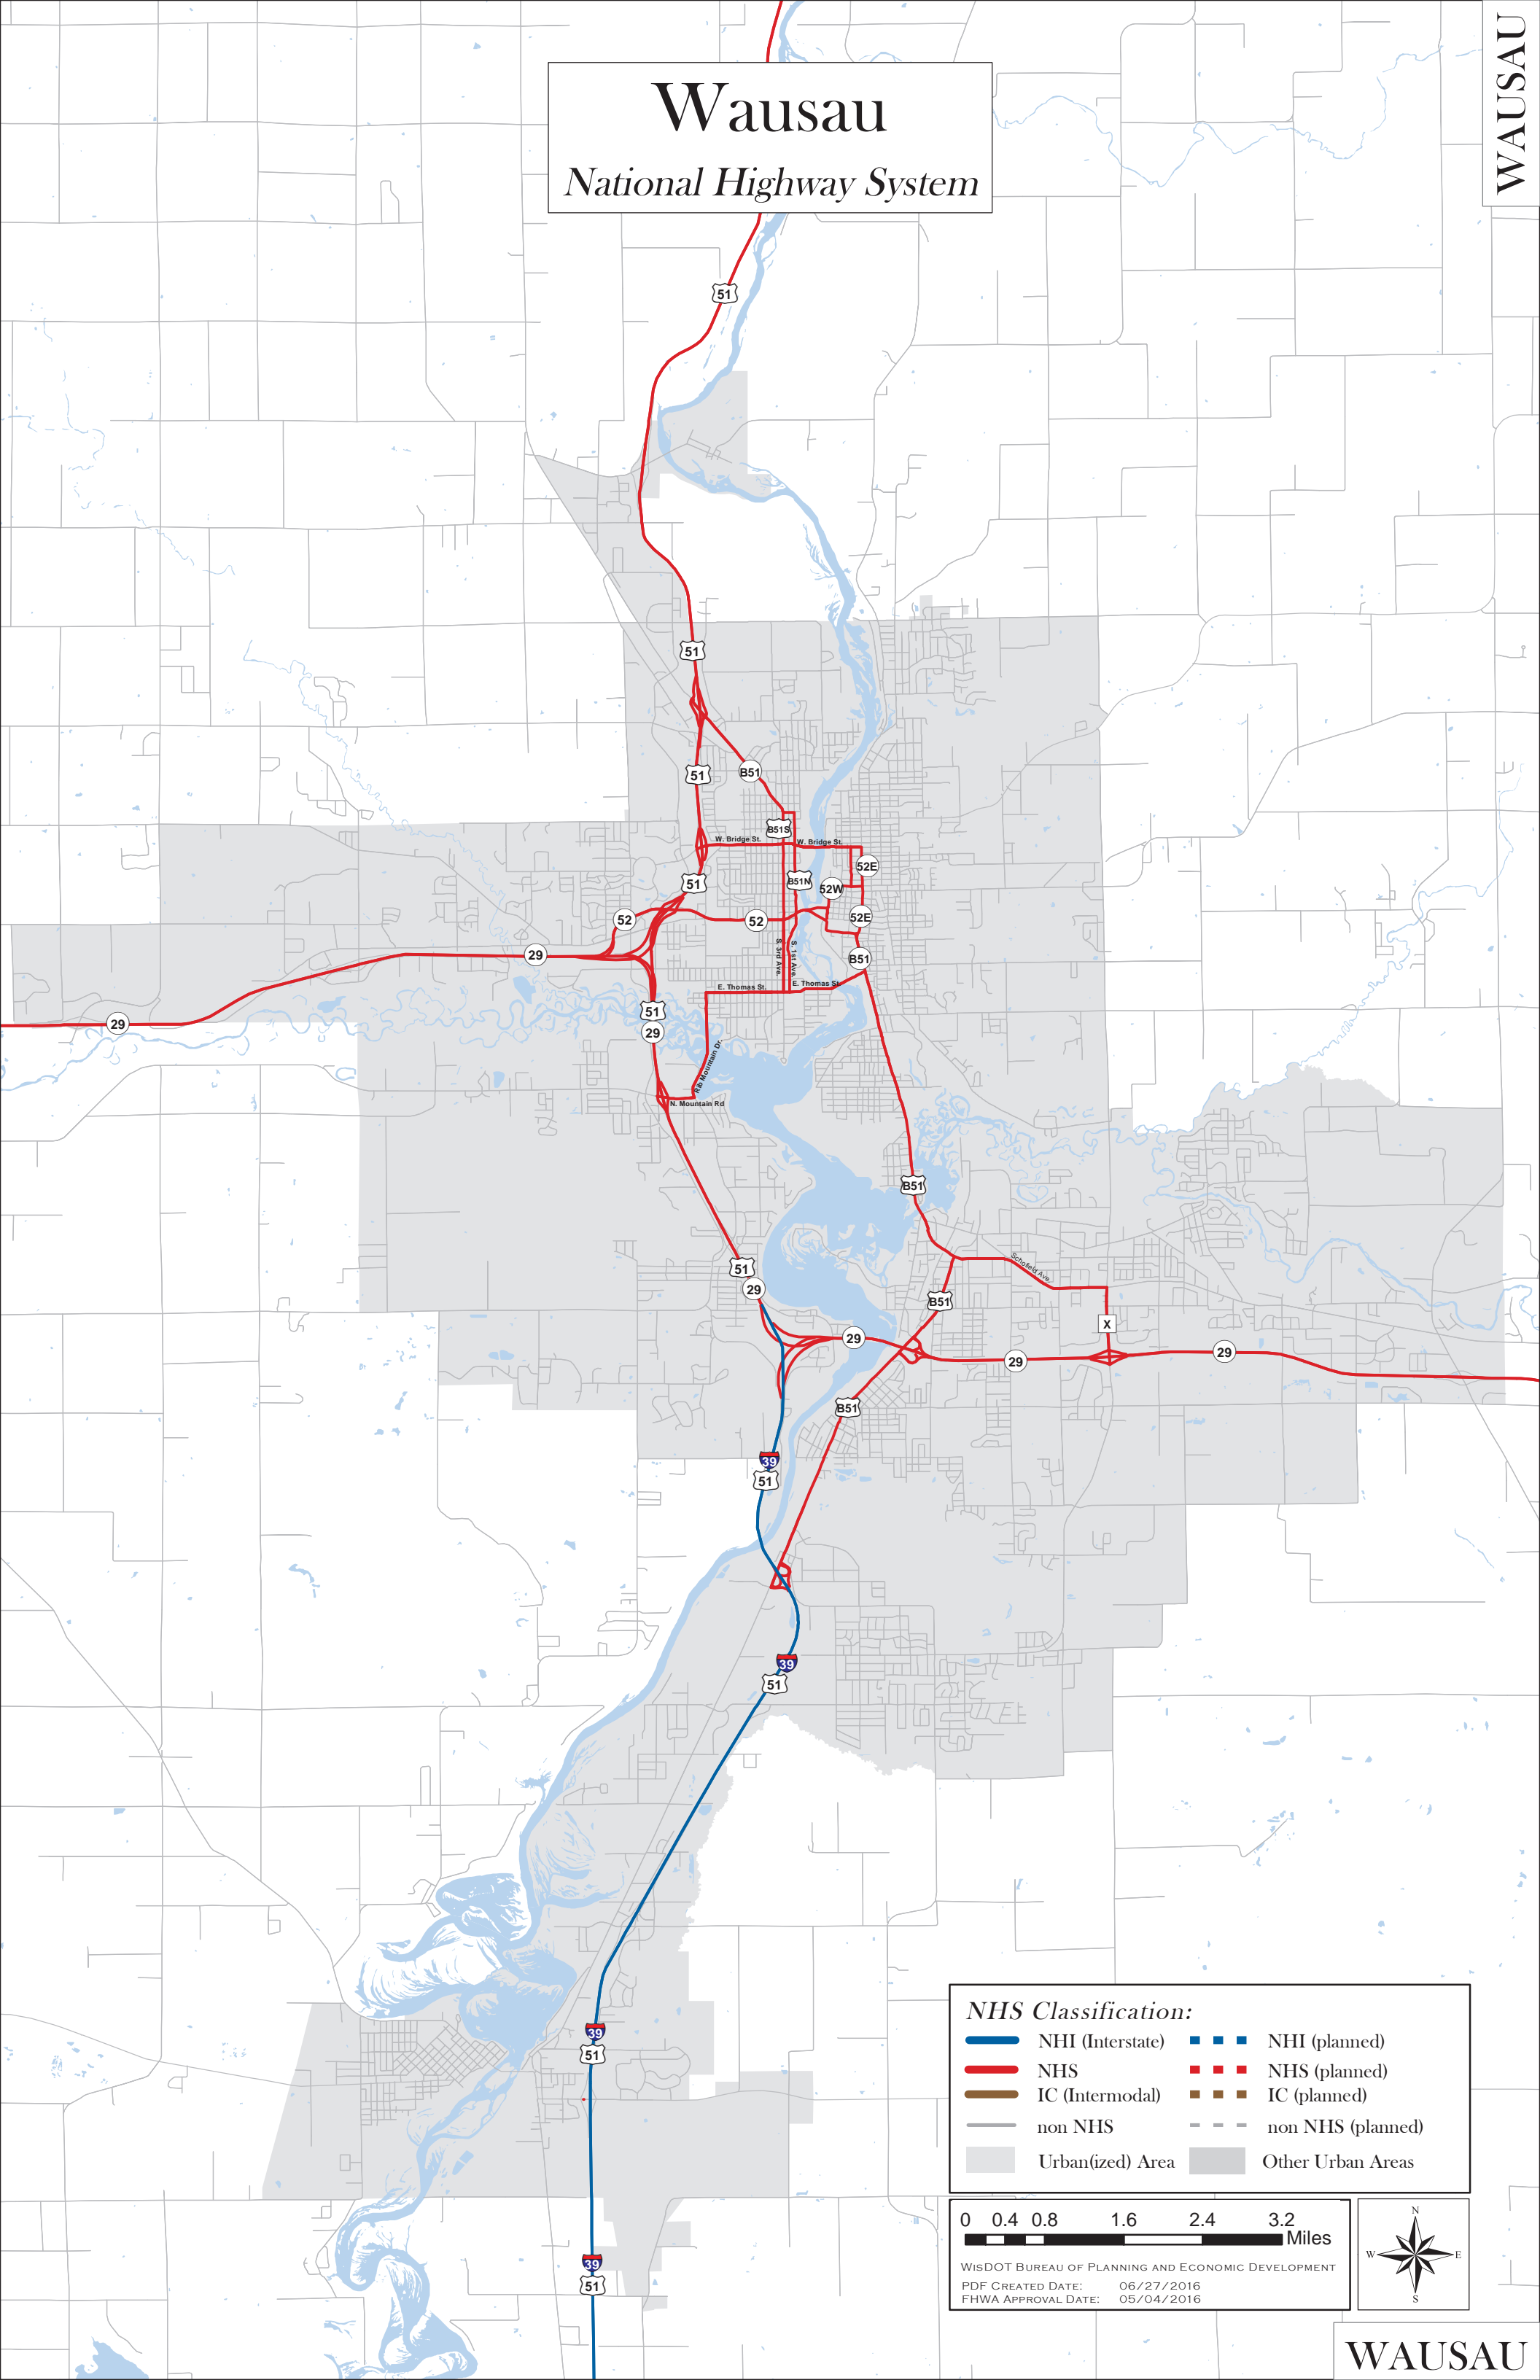 WAUSAU
Wausau
National Highway System
51
51
51
B51
B51S
W. Bridge St.
W. Bridge St.
52E
51
B51N
52W
52
52
52E
29
S. 3rd Ave.
S. 1st Ave.
B51
E. Thomas St.
E. Thomas St.
51
29
29
Rib Mountain Dr.
N. Mountain Rd
B51
51
29
Schofield Ave.
B51
X
29
29
29
B51
39
51
39
51
39
51
39
51
NHS Classification:
NHI (Interstate)
NHI (planned)
NHS
NHS (planned)
IC (Intermodal)
IC (planned)
non NHS
non NHS (planned)
Urban(ized) Area
Other Urban Areas
0 0.4 0.8 1.6 2.4 3.2
Miles
WisDOT Bureau of Planning and Economic Development
PDF Created Date: 06/27/2016
FHWA Approval Date: 05/04/2016
N
W E
S
WAUSAU